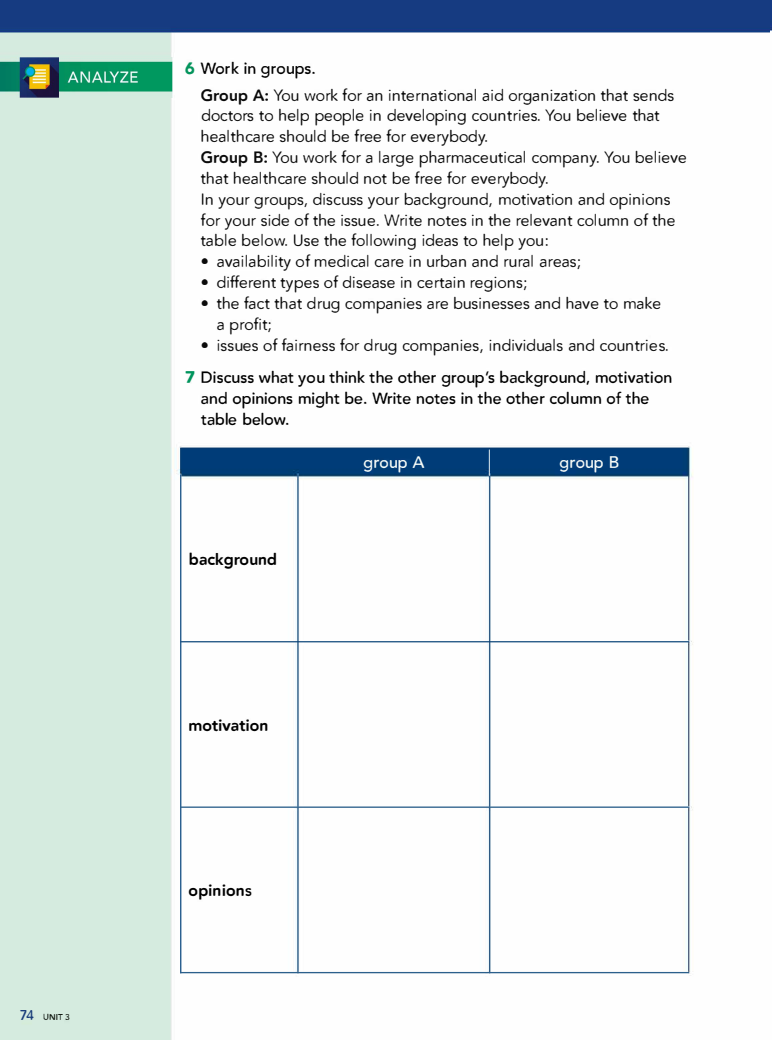 ANALYZE
6 Work in groups.
Group A: You work for an international aid organization that sends
doctors to help people in developing countries. You believe that
healthcare should be free for everybody.
Group B: You work for a large pharmaceutical company. You believe
that healthcare should not be free for everybody.
In your groups, discuss your background, motivation and opinions
for your side of the issue. Write notes in the relevant column of the
table below. Use the following ideas to help you:
• availability of medical care in urban and rural areas;
• different types of disease in certain regions;
• the fact that drug companies are businesses and have to make
a profit;
• issues of fairness for drug companies, individuals and countries.
7 Discuss what you think the other group's background, motivation
and opinions might be. Write notes in the other column of the
table below.
group A group B
background
motivation
opinions
74 UNIT 3